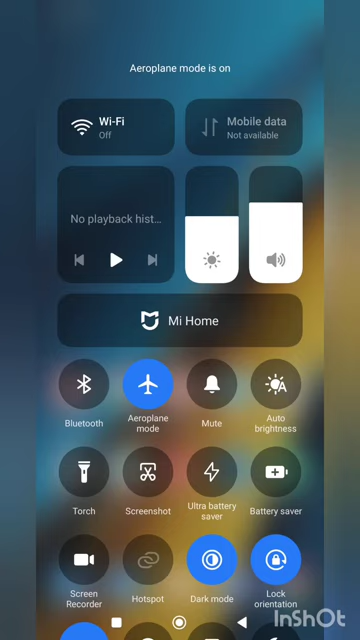 Aeroplane mode is on
Wi-Fi
Off
Mobile data
Not available
No playback hist...
Mi Home
Bluetooth
Aeroplane
mode
Mute
Auto
brightness
Torch
Screenshot
Ultra battery
saver
Battery saver
Screen
Recorder
Hotspot
Dark mode
Lock
orientation
InShOt